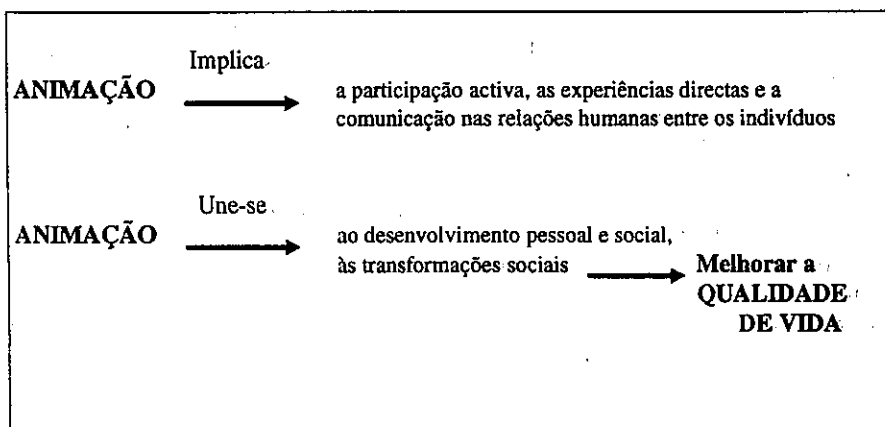 Implica
ANIMAÇÃO
a participação activa, as experiências directas e a
comunicação nas relações humanas entre os indivíduos
Une-se
ANIMAÇÃO
ao desenvolvimento pessoal e social,
às transformações sociais
Melhorar a
QUALIDADE
DE VIDA